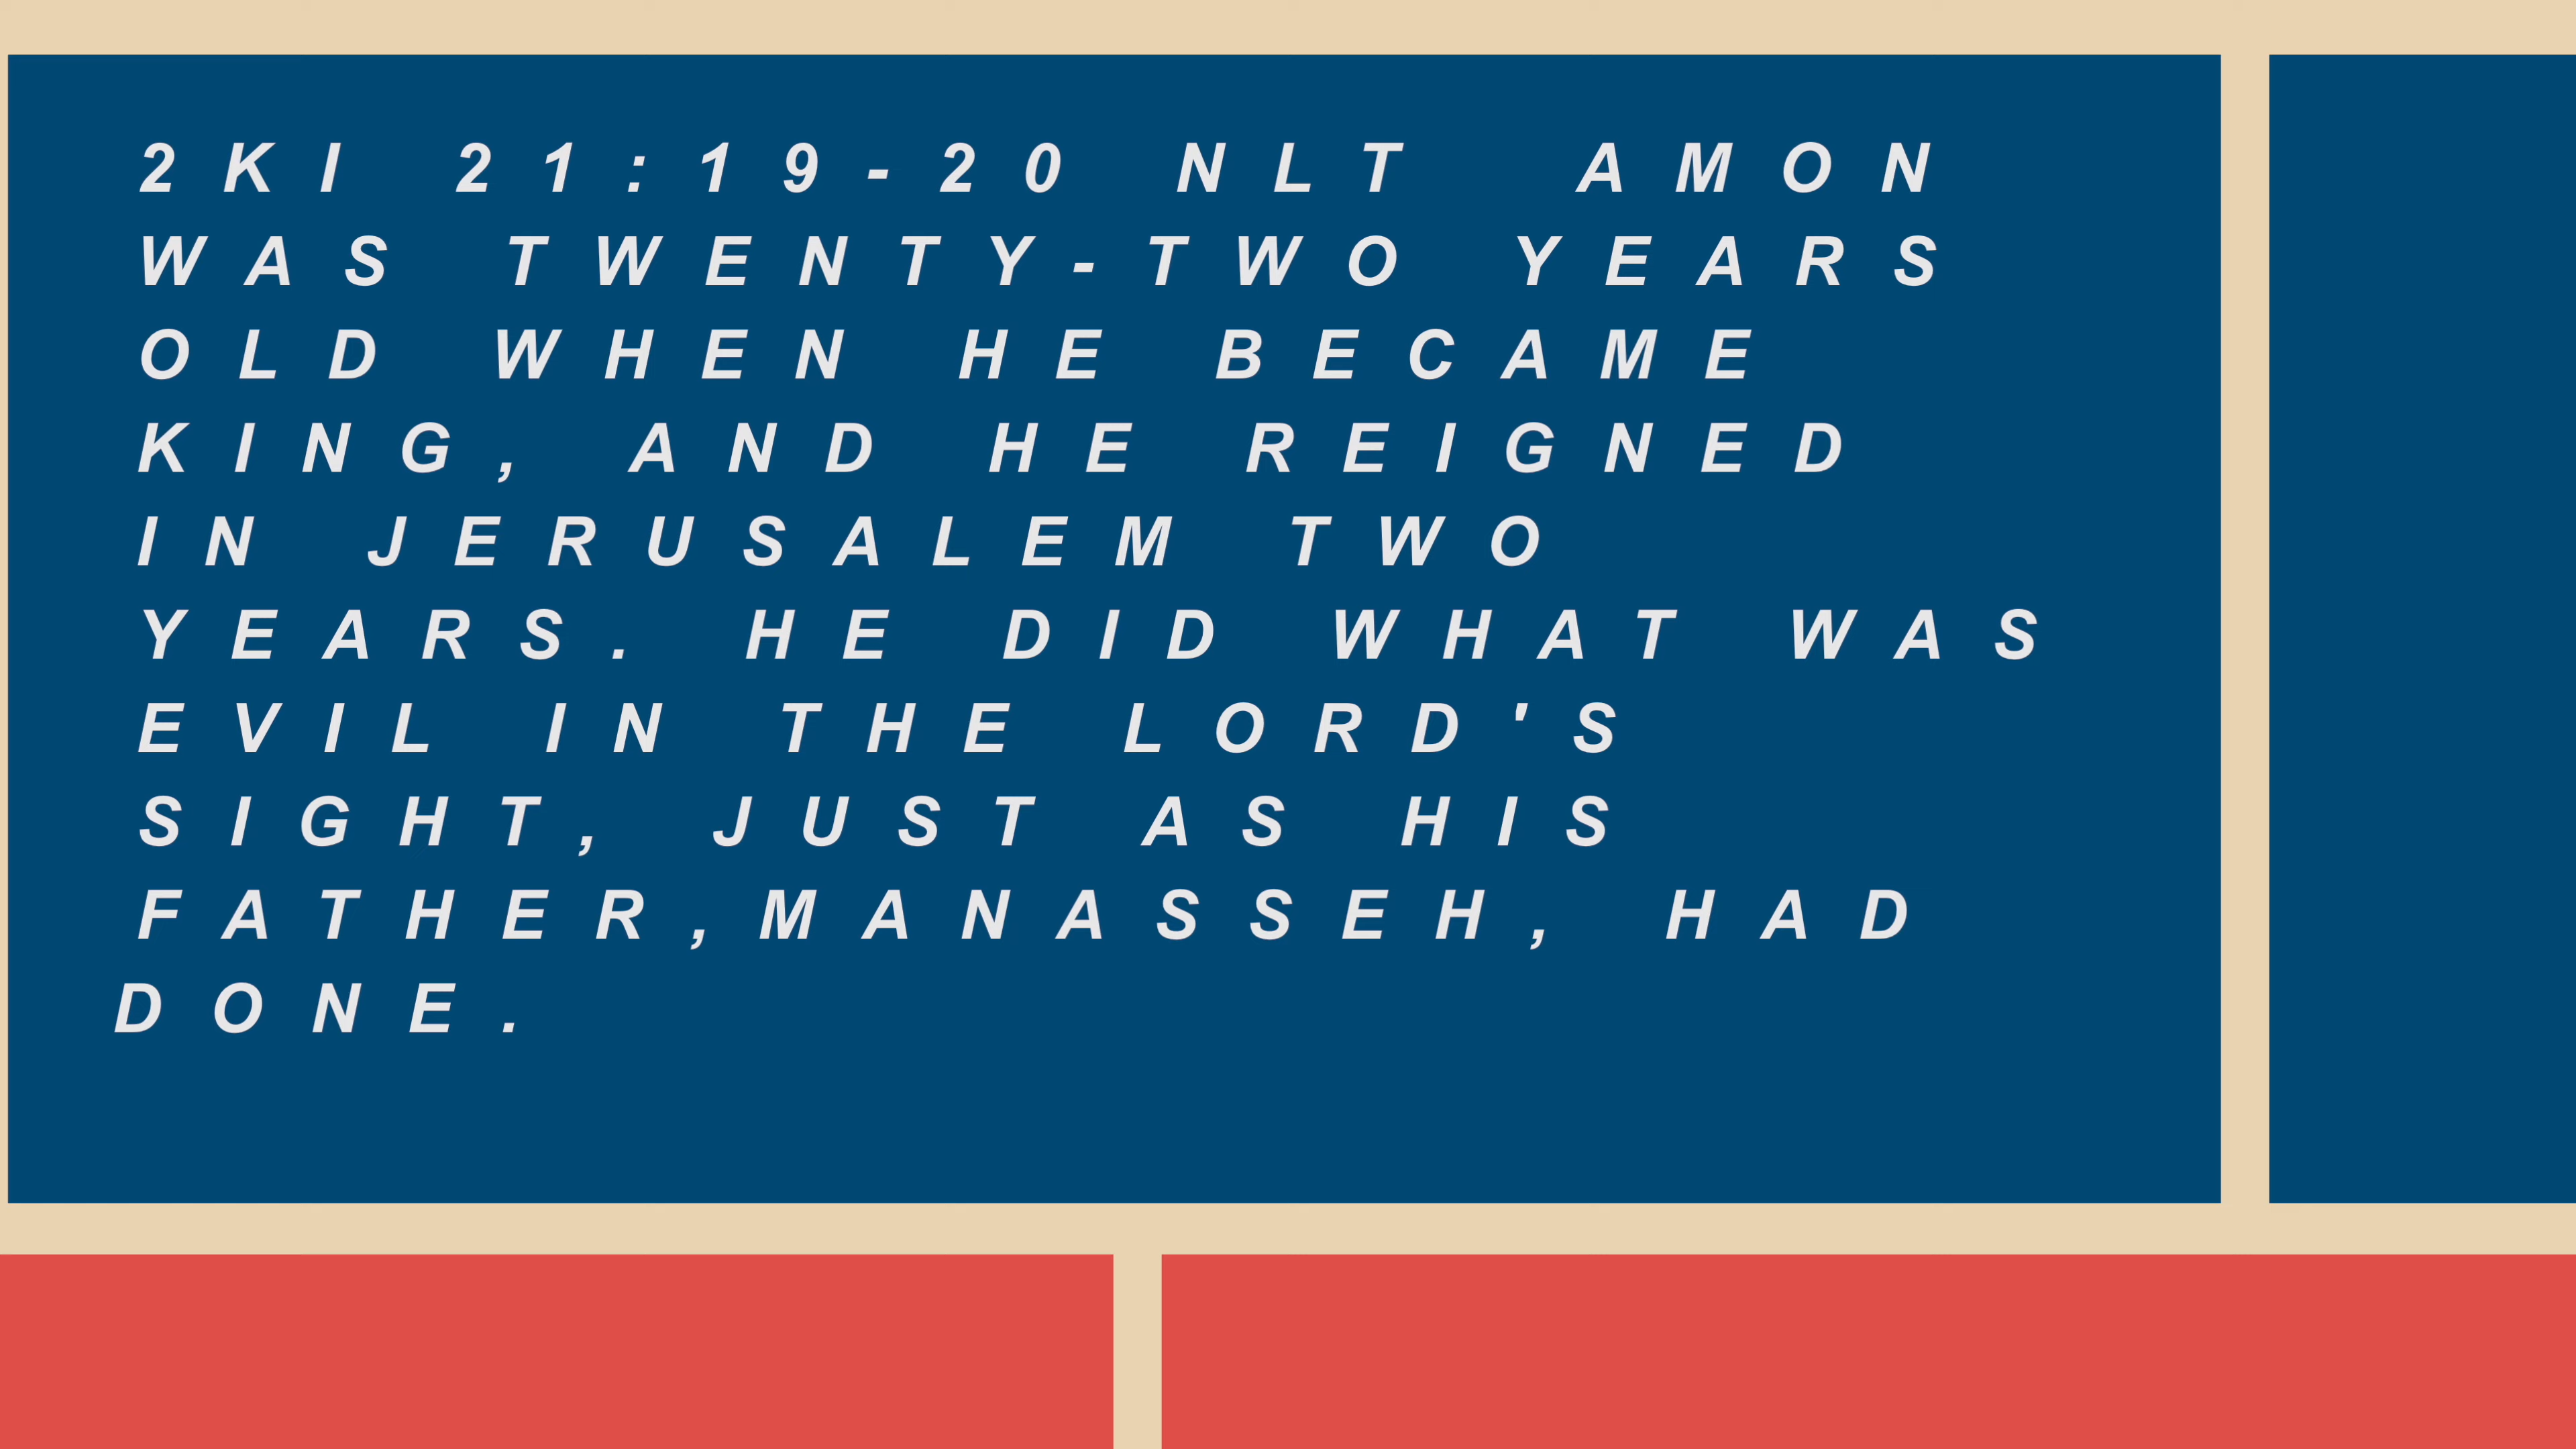 2KI 21:19-20 NLT AMON
WAS TWENTY-TWO YEARS
OLD WHEN HE BECAME
KING, AND HE REIGNED
IN JERUSALEM TWO
YEARS. HE DID WHAT WAS
EVIL IN THE LORD'S
SIGHT, JUST AS HIS
FATHER,MANASSEH, HAD
DONE.